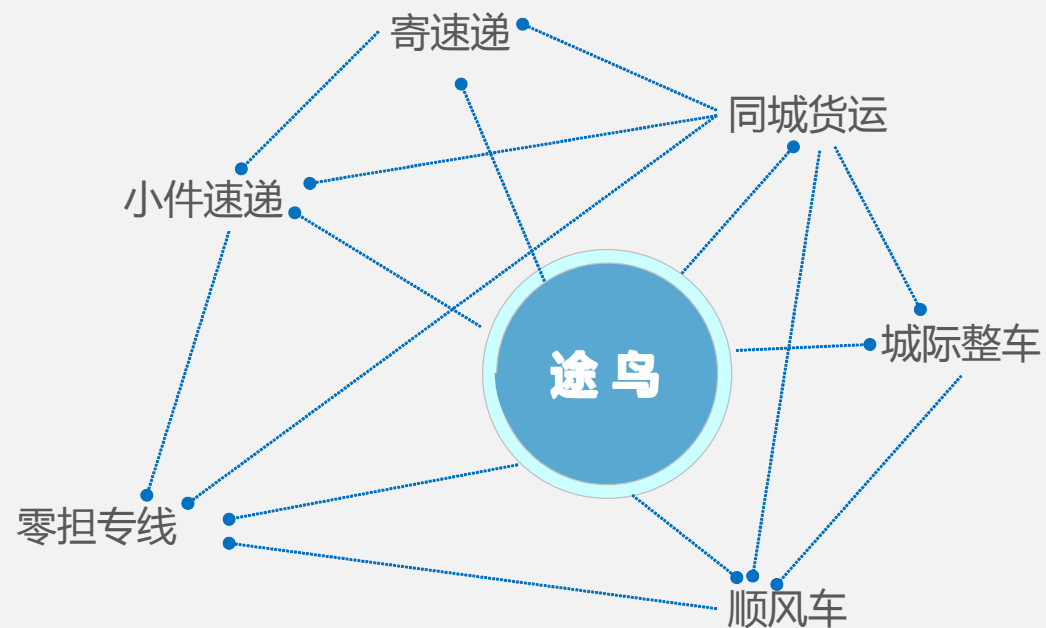 寄速递
同城货运
小件速递
城际整车
途鸟
零担专线
顺风车